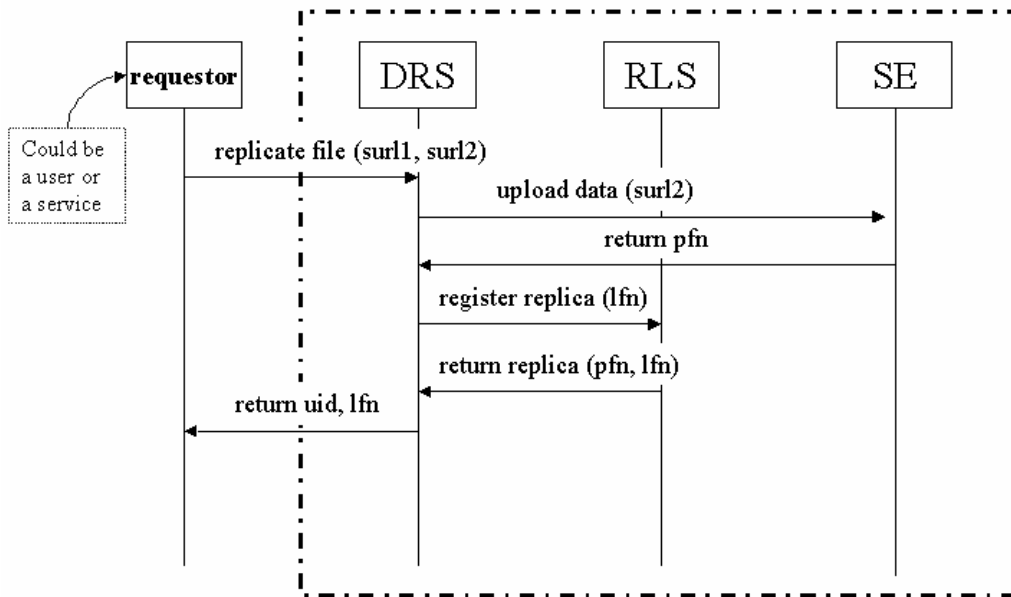 requestor
DRS
RLS
SE
Could be
a user or
a service
replicate file (surl1, surl2)
upload data (surl2)
return pfn
register replica (lfn)
return replica (pfn, lfn)
return uid, lfn